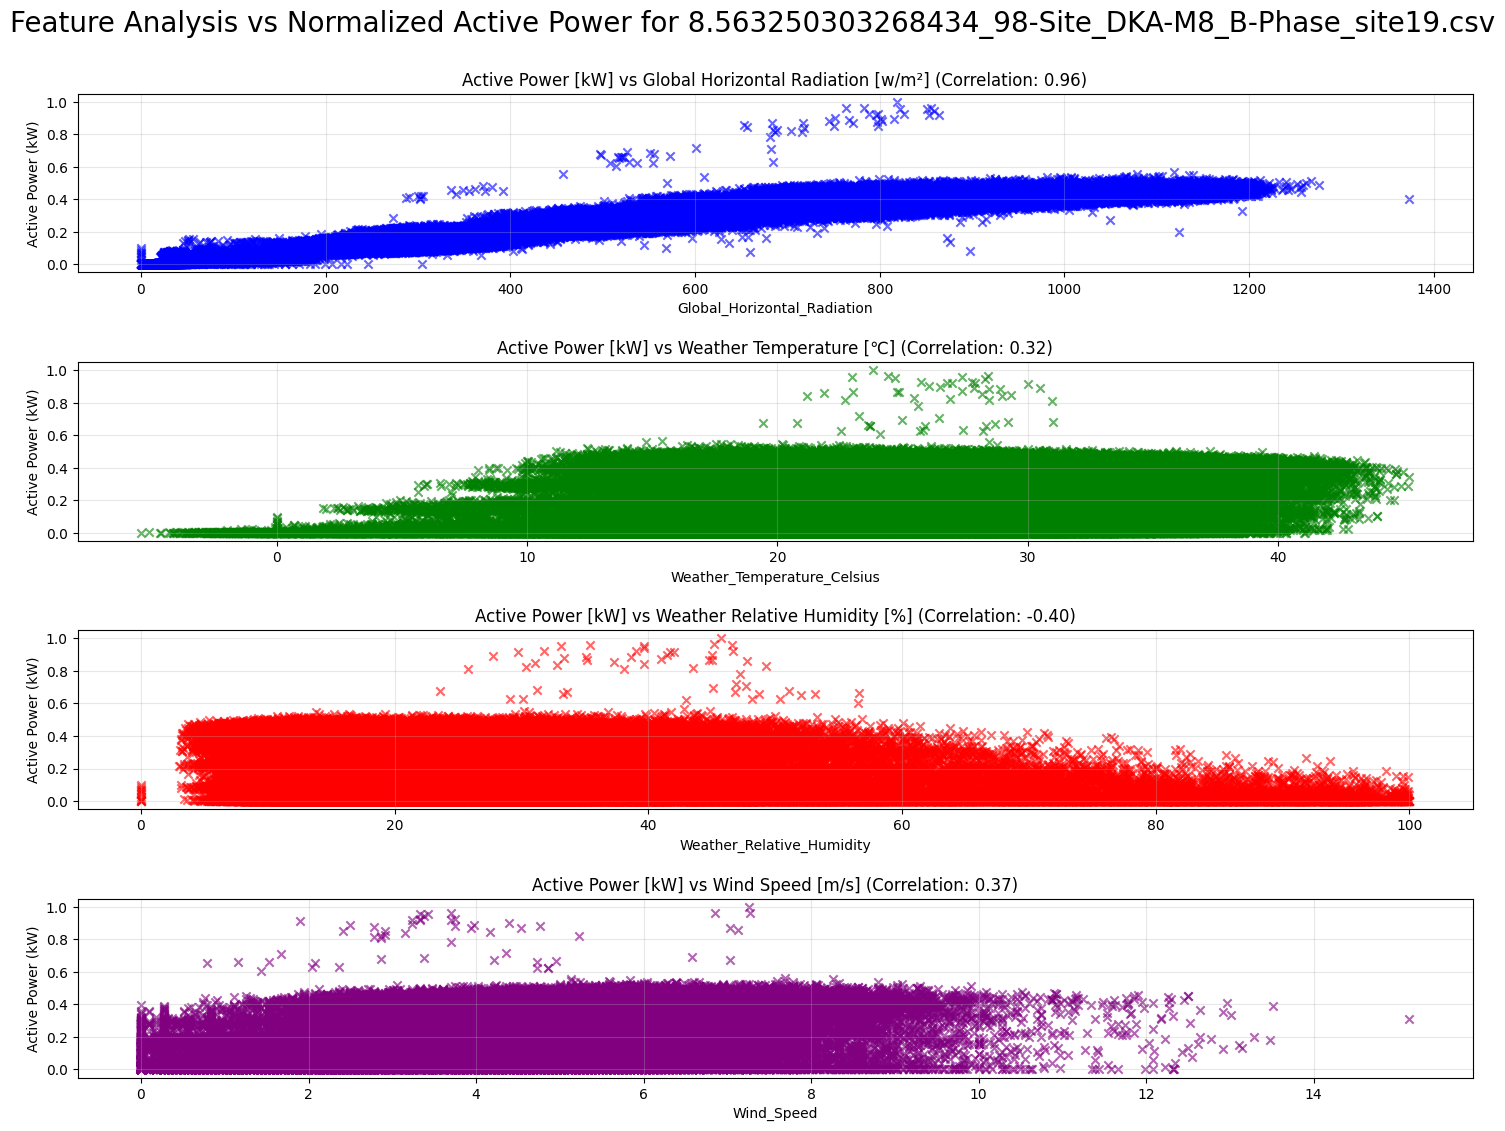 Feature Analysis vs Normalized Active Power for 8.563250303268434_98-Site_DKA-M8_B-Phase_site19.csv
Active Power [kW] vs Global Horizontal Radiation [w/m²] (Correlation: 0.96)
Active Power (kW)
1.0
0.8
0.6
0.4
0.2
0.0
0 200 400 600 800 1000 1200 1400
Global_Horizontal_Radiation
Active Power [kW] vs Weather Temperature [℃] (Correlation: 0.32)
Active Power (kW)
1.0
0.8
0.6
0.4
0.2
0.0
0 10 20 30 40
Weather_Temperature_Celsius
Active Power [kW] vs Weather Relative Humidity [%] (Correlation: -0.40)
Active Power (kW)
1.0
0.8
0.6
0.4
0.2
0.0
0 20 40 60 80 100
Weather_Relative_Humidity
Active Power [kW] vs Wind Speed [m/s] (Correlation: 0.37)
Active Power (kW)
1.0
0.8
0.6
0.4
0.2
0.0
0 2 4 6 8 10 12 14
Wind_Speed